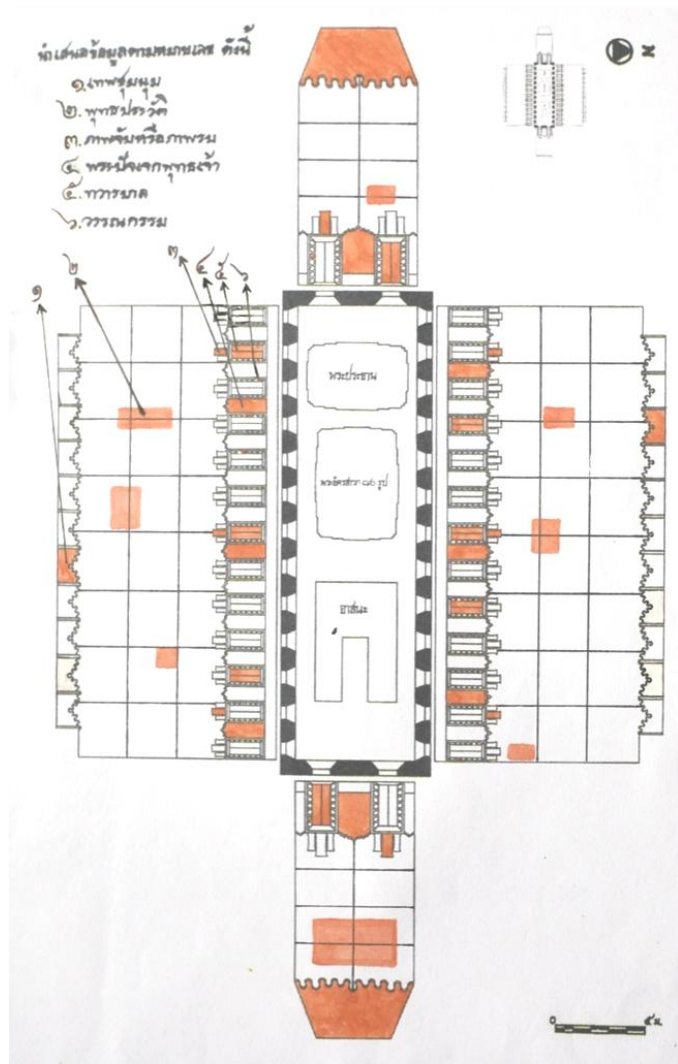 นำเสนอข้อมูลตามหมายเลข ดังนี้
๑.เทพชุมนุม
๒.พุทธประวัติ
๓.ภาพจับหรือภาพรบ
๔.พระปัจเจกพุทธเจ้า
๕.ทวารบาล
๖.วรรณกรรม
N
๑
๒
๓
๔
๕
๖
พระประธาน
รูป
อาสนะ
0
๕ ม.